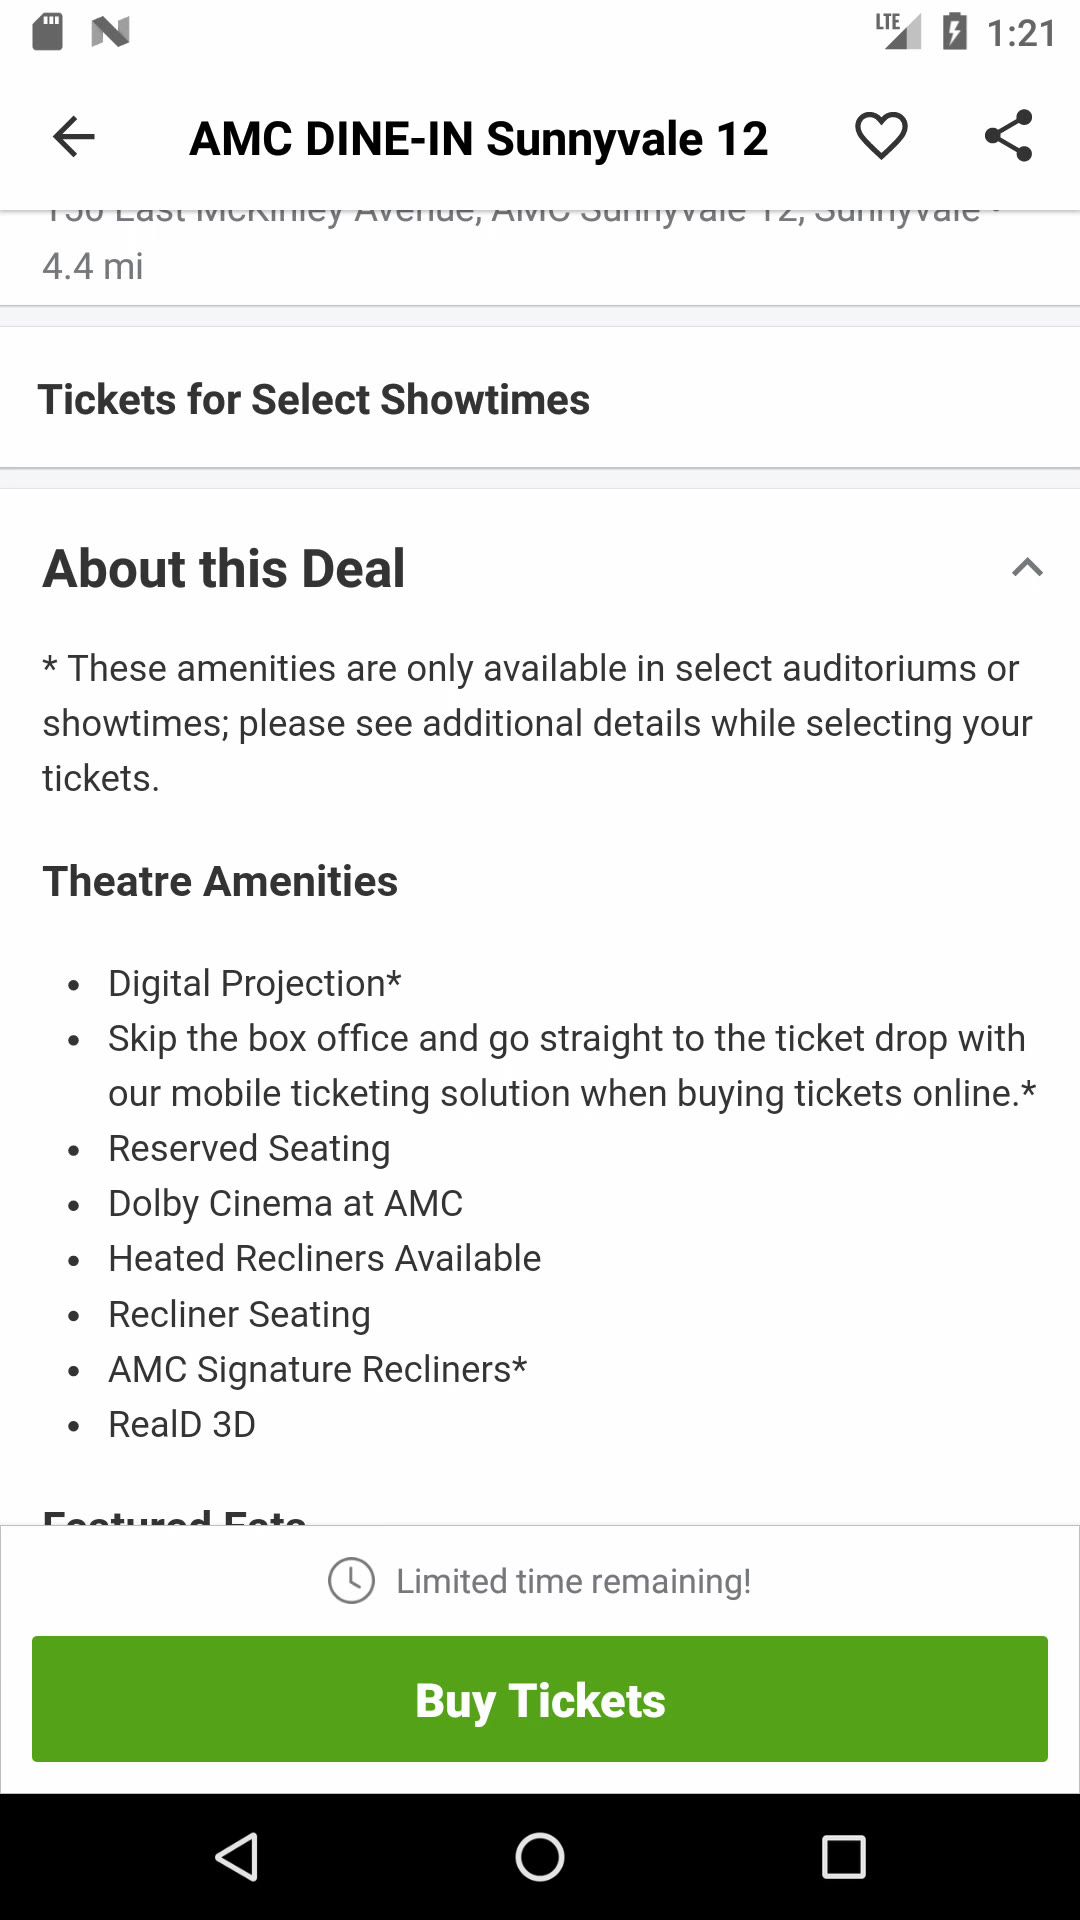 LTE 1:21
AMC DINE-IN Sunnyvale 12
150 East McKinley Avenue, AMC Sunnyvale 12, Sunnyvale •
4.4 mi
Tickets for Select Showtimes
About this Deal
* These amenities are only available in select auditoriums or
showtimes; please see additional details while selecting your
tickets.
Theatre Amenities
• Digital Projection*
• Skip the box office and go straight to the ticket drop with
our mobile ticketing solution when buying tickets online.*
• Reserved Seating
• Dolby Cinema at AMC
• Heated Recliners Available
• Recliner Seating
• AMC Signature Recliners*
• RealD 3D
Featured Eats
Limited time remaining!
Buy Tickets